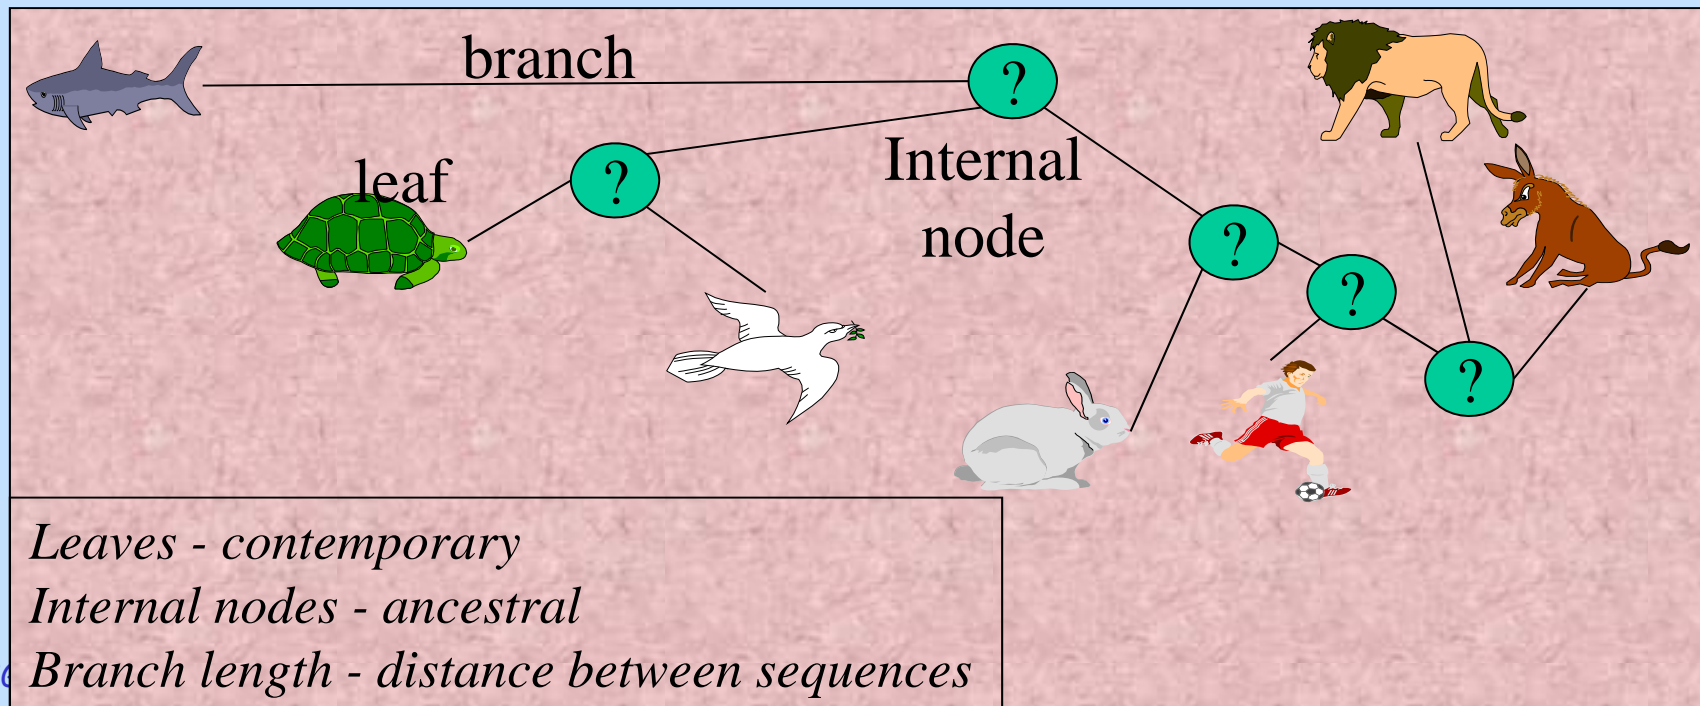 branch
?
leaf
?
Internal
node
?
?
?
Leaves - contemporary
Internal nodes - ancestral
Branch length - distance between sequences